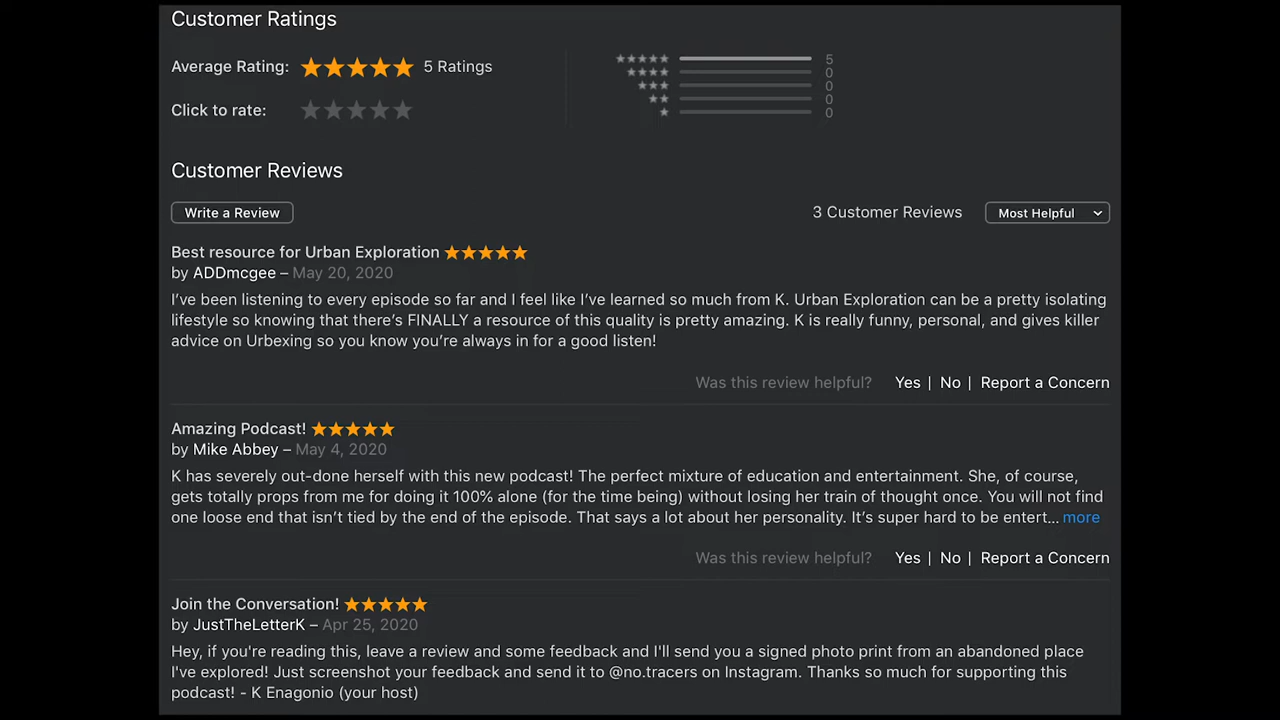 Customer Ratings
Average Rating: ★★★★★ 5 Ratings
★★★★★ 5
★★★★ 0
★★★ 0
★★ 0
★ 0
Click to rate: ★★★★★
Customer Reviews
Write a Review
3 Customer Reviews
Most Helpful
Best resource for Urban Exploration ★★★★★
by ADDmcgee – May 20, 2020
I’ve been listening to every episode so far and I feel like I’ve learned so much from K. Urban Exploration can be a pretty isolating
lifestyle so knowing that there’s FINALLY a resource of this quality is pretty amazing. K is really funny, personal, and gives killer
advice on Urbexing so you know you’re always in for a good listen!
Was this review helpful? Yes | No | Report a Concern
Amazing Podcast! ★★★★★
by Mike Abbey – May 4, 2020
K has severely out-done herself with this new podcast! The perfect mixture of education and entertainment. She, of course,
gets totally props from me for doing it 100% alone (for the time being) without losing her train of thought once. You will not find
one loose end that isn’t tied by the end of the episode. That says a lot about her personality. It’s super hard to be entert... more
Was this review helpful? Yes | No | Report a Concern
Join the Conversation! ★★★★★
by JustTheLetterK – Apr 25, 2020
Hey, if you're reading this, leave a review and some feedback and I'll send you a signed photo print from an abandoned place
I've explored! Just screenshot your feedback and send it to @no.tracers on Instagram. Thanks so much for supporting this
podcast! - K Enagonio (your host)